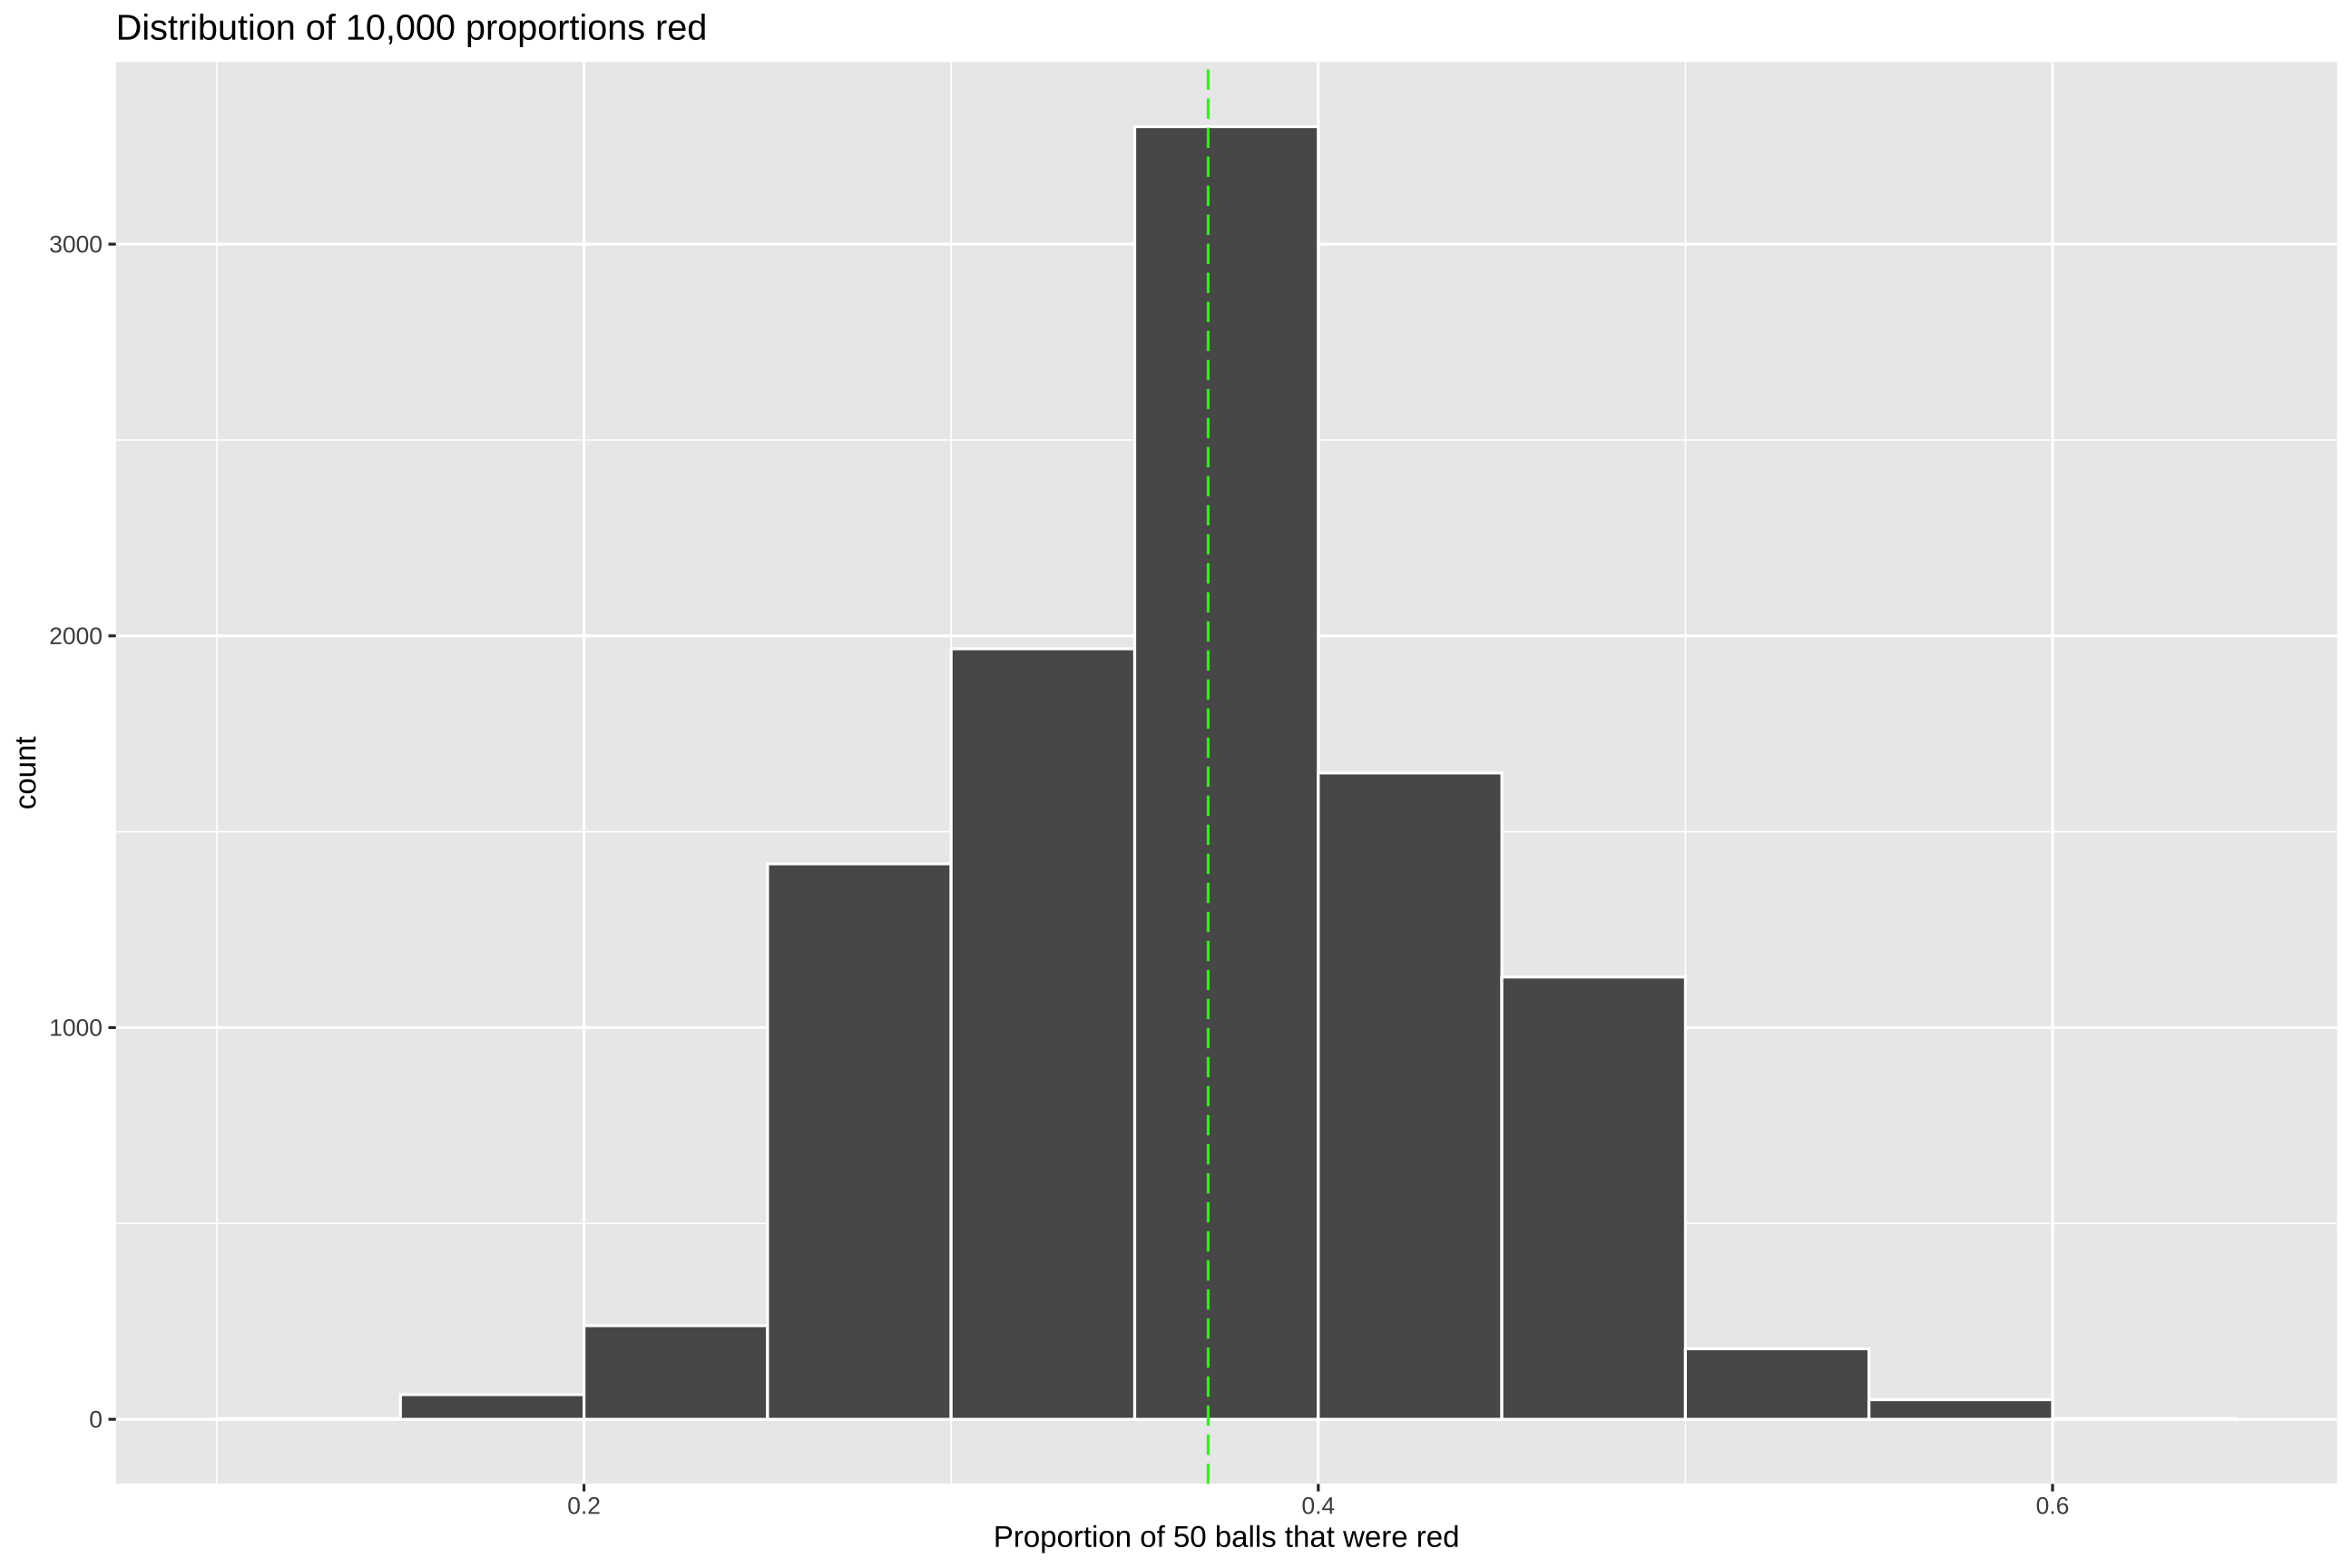 Distribution of 10,000 proportions red
3000
2000
1000
0
count
0.2
0.4
0.6
Proportion of 50 balls that were red